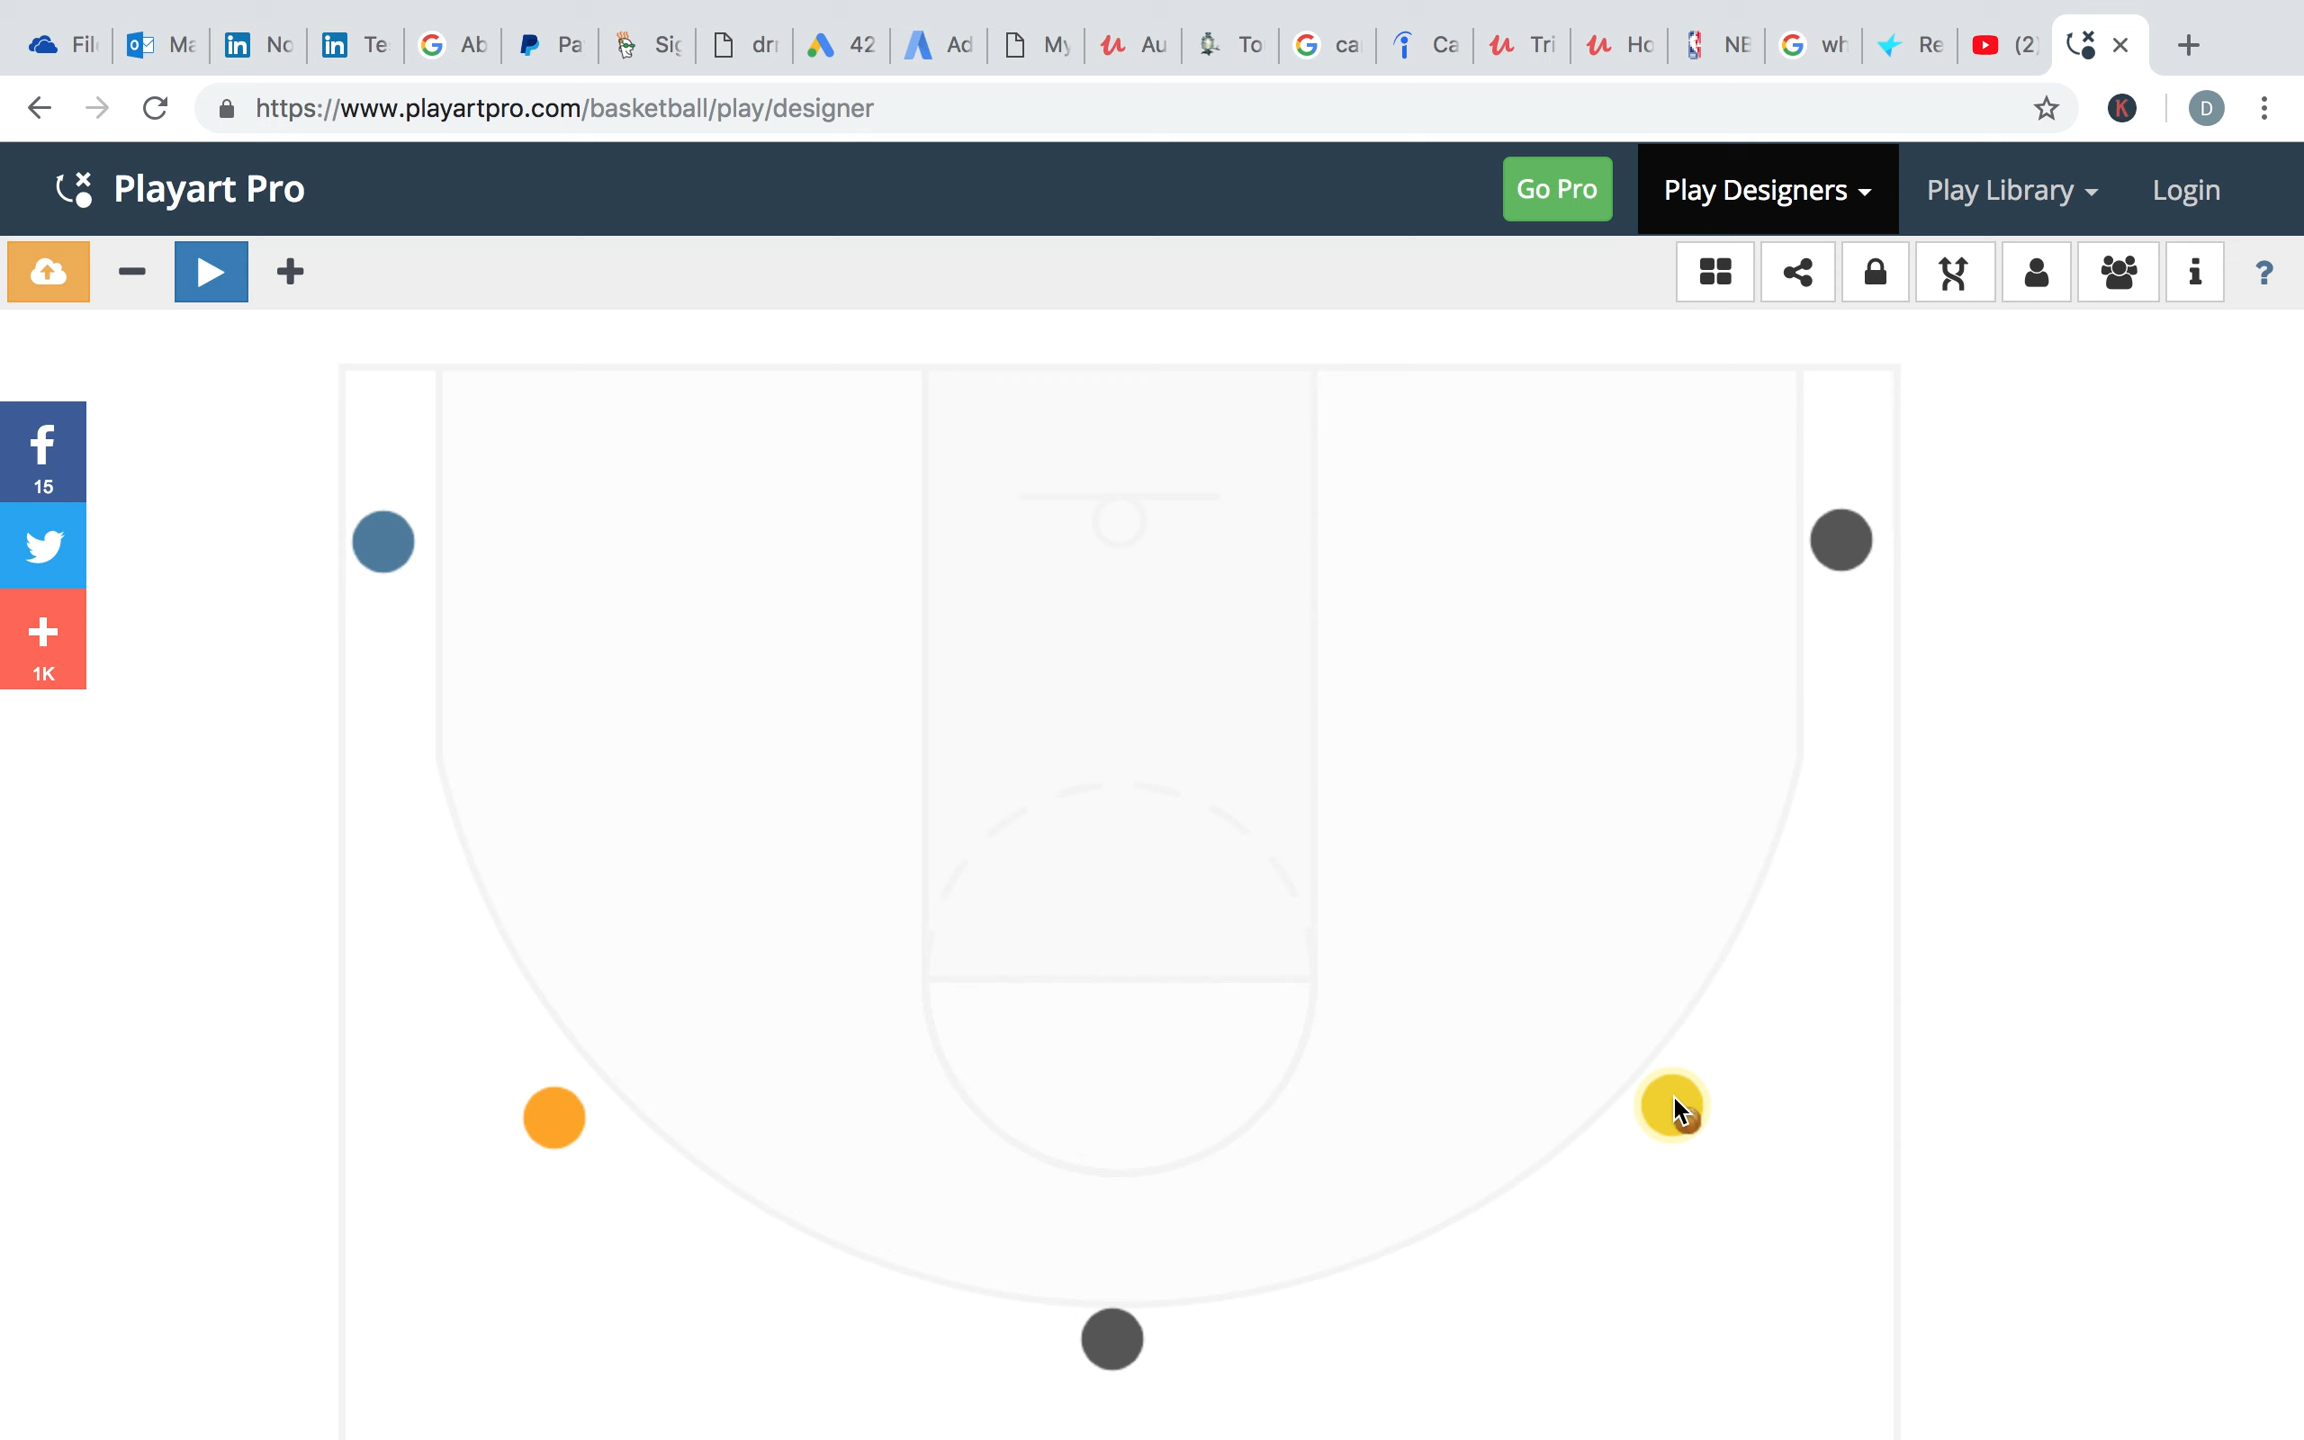 Fil Ma No Te Ab Pa Sig drr 42 Ad My Au To ca Ca Tri Ho NE wh Re (2
https://www.playartpro.com/basketball/play/designer K D
Playart Pro Go Pro Play Designers Play Library Login
i ?
f
15
1K